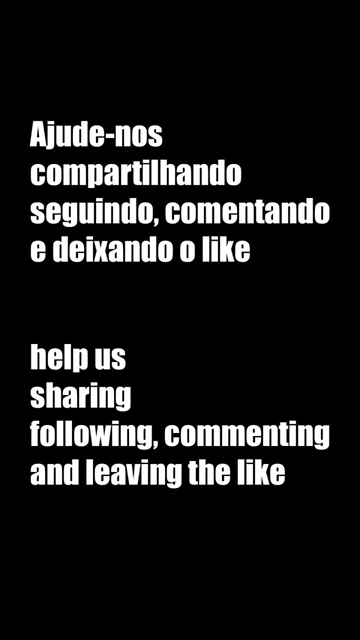 Ajude-nos
compartilhando
seguindo, comentando
e deixando o like
help us
sharing
following, commenting
and leaving the like